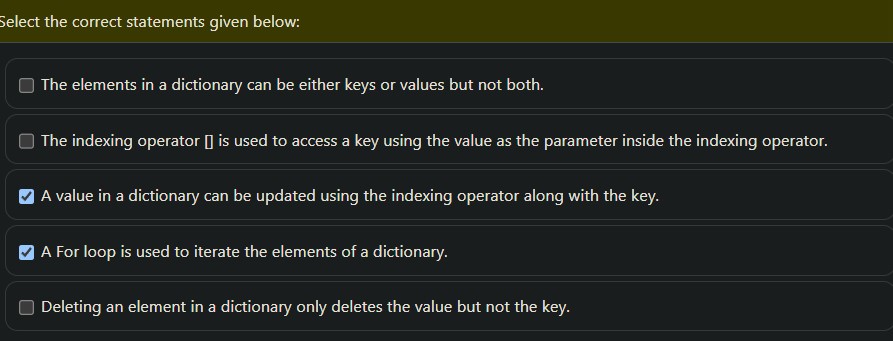 Select the correct statements given below:
The elements in a dictionary can be either keys or values but not both.
The indexing operator [] is used to access a key using the value as the parameter inside the indexing operator.
A value in a dictionary can be updated using the indexing operator along with the key.
A For loop is used to iterate the elements of a dictionary.
Deleting an element in a dictionary only deletes the value but not the key.